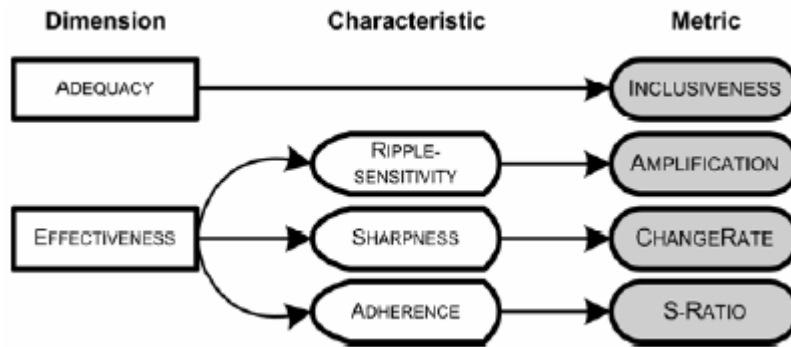 Dimension Characteristic Metric
ADEQUACY INCLUSIVENESS
RIPPLE-
SENSITIVITY AMPLIFICATION
EFFECTIVENESS SHARPNESS CHANGERATE
ADHERENCE S-RATIO